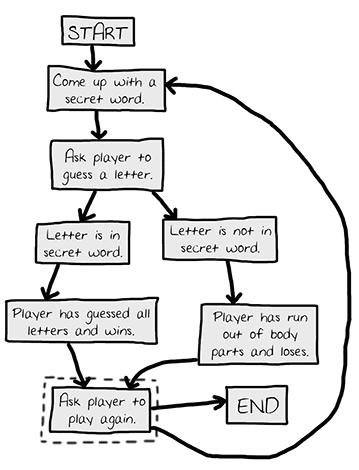 START
Come up with a
secret word.
Ask player to
guess a letter.
Letter is in
secret word.
Letter is not in
secret word.
Player has guessed all
letters and wins.
Player has run
out of body
parts and loses.
Ask player to
play again.
END